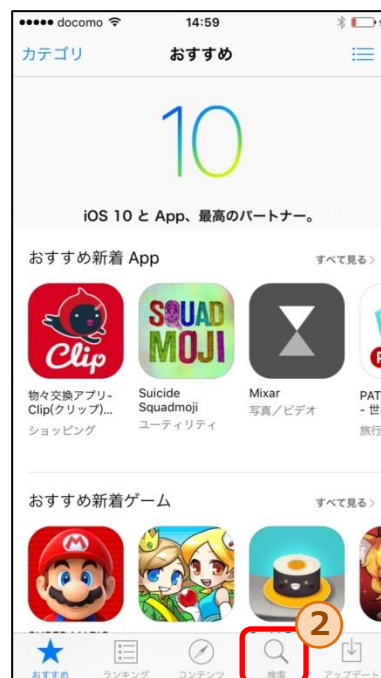 docomo 14:59
カテゴリ おすすめ
10
iOS 10 と App、最高のパートナー。
おすすめ新着 App すべて見る>
Clip
SQUAD
MOJI
物々交換アプリ-
Clip(クリップ)...
ショッピング
Suicide
Squadmoji
ユーティリティ
Mixar
写真／ビデオ
PAT
- 世
旅行
おすすめ新着ゲーム すべて見る>
M
2
おすすめ ランキング コンテンツ 検索 アップデート